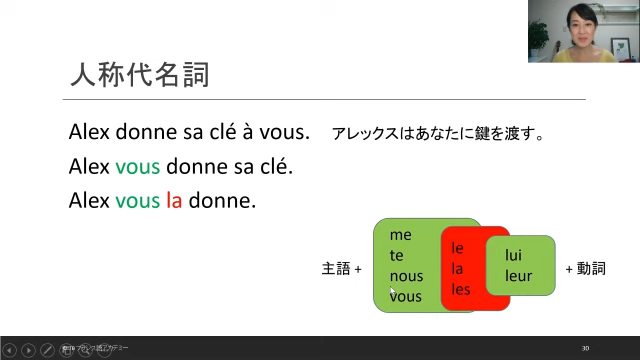 人称代名詞
Alex donne sa clé à vous. アレックスはあなたに鍵を渡す。
Alex vous donne sa clé.
Alex vous la donne.
主語 +
me
te
nous
vous
le
la
les
lui
leur
+ 動詞
30